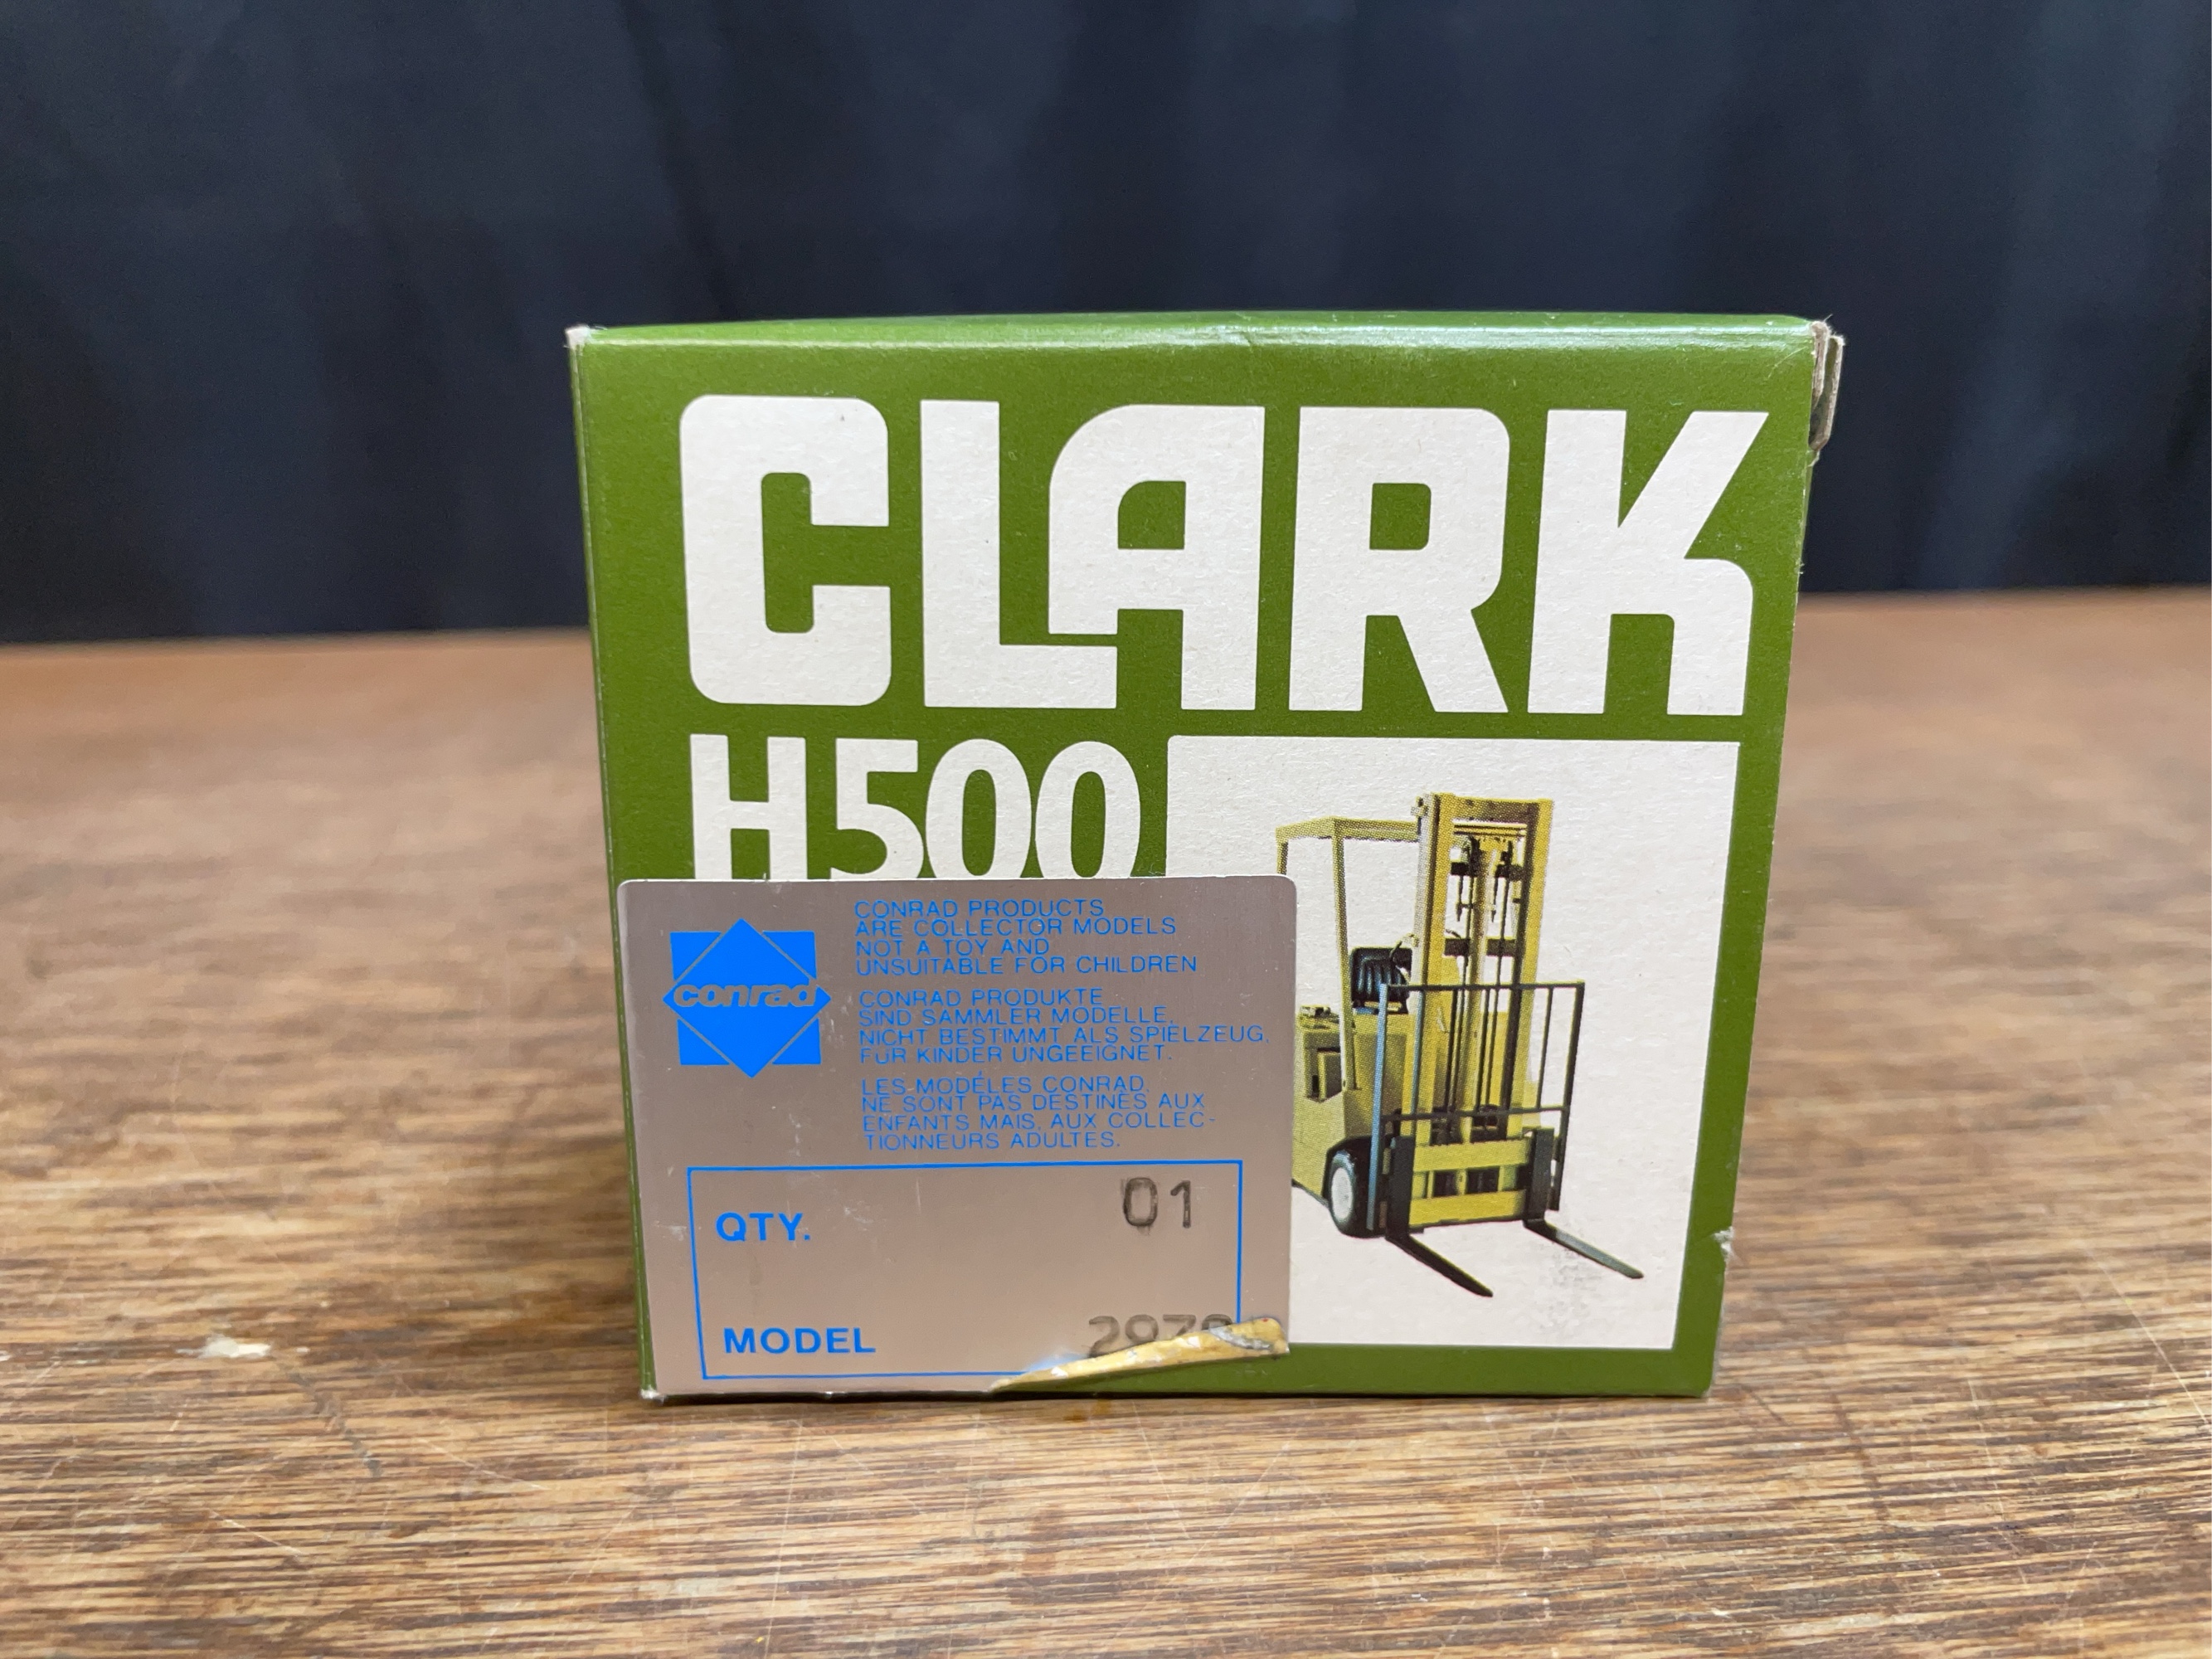 CLARK
H500
conrad
CONRAD PRODUCTS
ARE COLLECTOR MODELS
NOT A TOY AND
UNSUITABLE FOR CHILDREN
CONRAD PRODUKTE
SIND SAMMLER MODELLE,
NICHT BESTIMMT ALS SPIELZEUG,
FÜR KINDER UNGEEIGNET.
LES MODÉLES CONRAD,
NE SONT PAS DESTINÈS AUX
ENFANTS MAIS, AUX COLLEC-
TIONNEURS ADULTES.
QTY. 01
MODEL